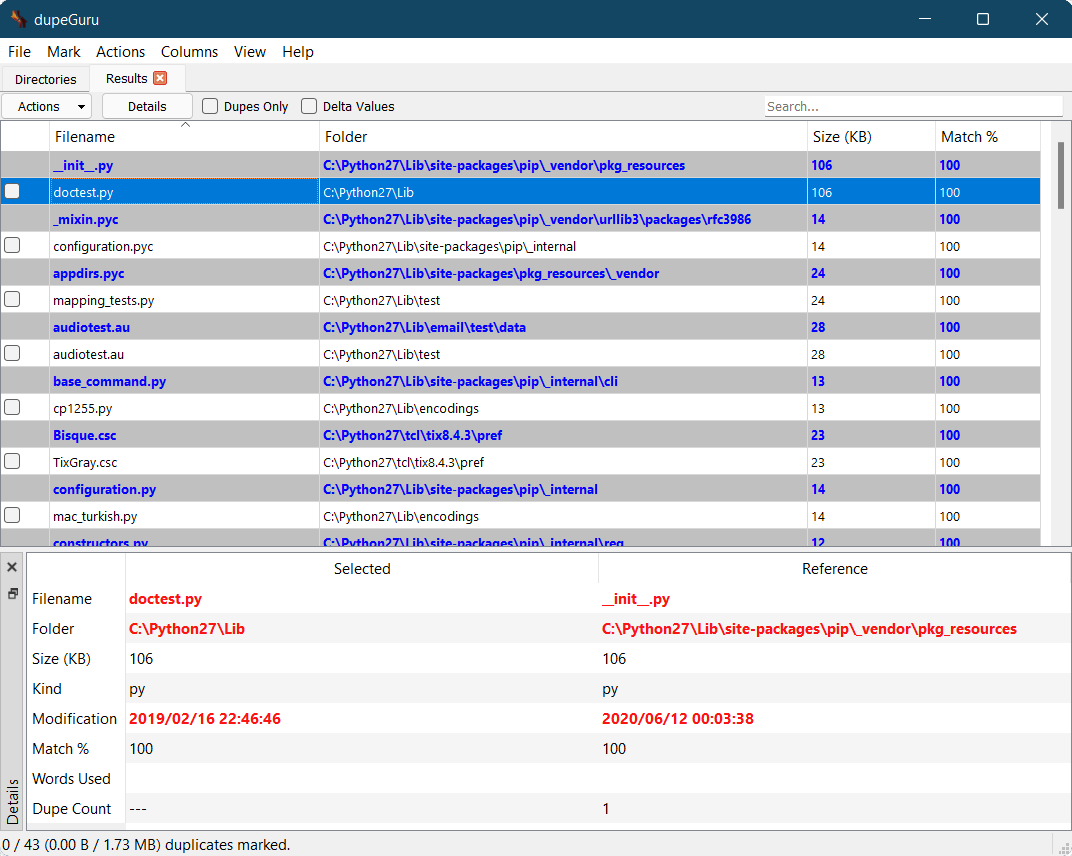 dupeGuru
File Mark Actions Columns View Help
Directories Results
Actions Details Dupes Only Delta Values Search...
Filename Folder Size (KB) Match %
__init__.py C:\Python27\Lib\site-packages\pip\_vendor\pkg_resources 106 100
doctest.py C:\Python27\Lib 106 100
_mixin.pyc C:\Python27\Lib\site-packages\pip\_vendor\urllib3\packages\rfc3986 14 100
configuration.pyc C:\Python27\Lib\site-packages\pip\_internal 14 100
appdirs.pyc C:\Python27\Lib\site-packages\pkg_resources\_vendor 24 100
mapping_tests.py C:\Python27\Lib\test 24 100
audiotest.au C:\Python27\Lib\email\test\data 28 100
audiotest.au C:\Python27\Lib\test 28 100
base_command.py C:\Python27\Lib\site-packages\pip\_internal\cli 13 100
cp1255.py C:\Python27\Lib\encodings 13 100
Bisque.csc C:\Python27\tcl\tix8.4.3\pref 23 100
TixGray.csc C:\Python27\tcl\tix8.4.3\pref 23 100
configuration.py C:\Python27\Lib\site-packages\pip\_internal 14 100
mac_turkish.py C:\Python27\Lib\encodings 14 100
constructors.py C:\Python27\Lib\site-packages\pip\_internal\req 12 100
Selected Reference
Filename doctest.py __init__.py
Folder C:\Python27\Lib C:\Python27\Lib\site-packages\pip\_vendor\pkg_resources
Size (KB) 106 106
Kind py py
Modification 2019/02/16 22:46:46 2020/06/12 00:03:38
Match % 100 100
Words Used
Dupe Count --- 1
Details
0 / 43 (0.00 B / 1.73 MB) duplicates marked.